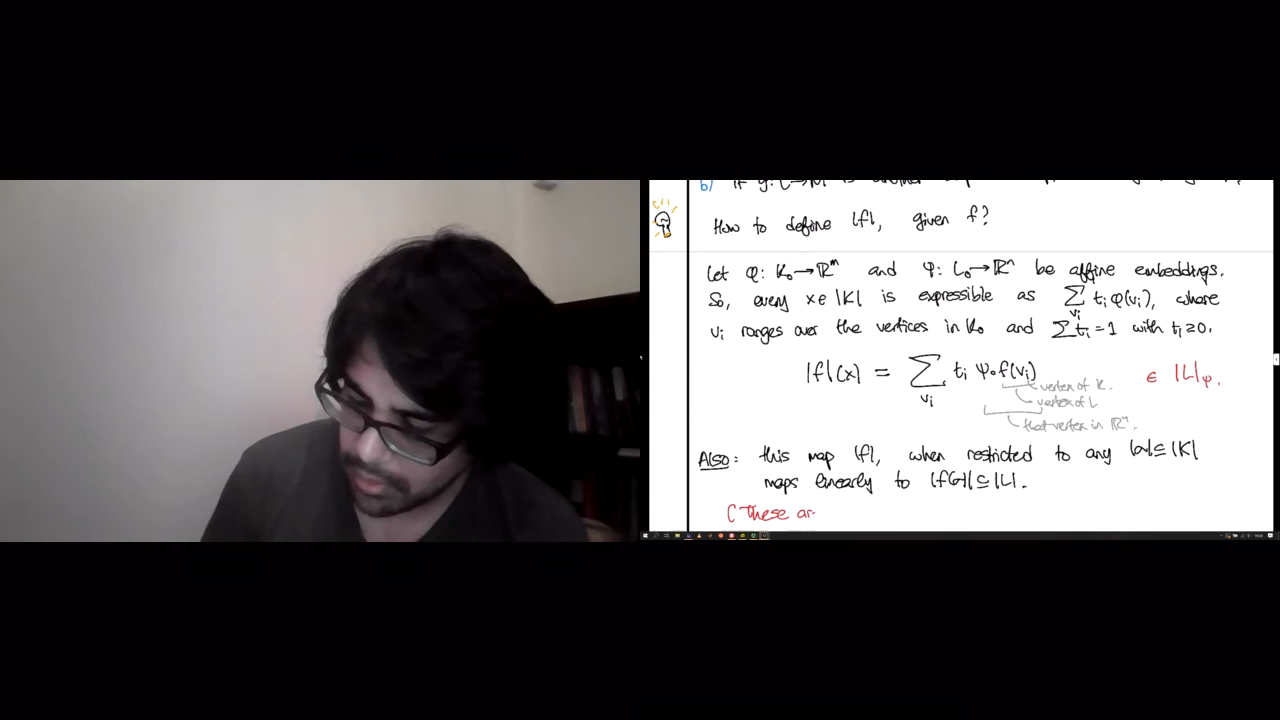 How to define |f|, given f?
Let φ: K₀→ℝᵐ and ψ: L₀→ℝⁿ be affine embeddings.
So, every x∈|K| is expressible as ∑ tᵢ φ(vᵢ), where
vᵢ
vᵢ ranges over the vertices in K₀ and ∑tᵢ=1 with tᵢ≥0.
|f|(x) = ∑ tᵢ ψ∘f(vᵢ) ∈ |L|ψ.
vᵢ
vertex of K.
vertex of L
that vertex in ℝⁿ.
ALSO: this map |f|, when restricted to any |σ|⊆|K|
maps linearly to |f(σ)|⊆|L|.
(These ar